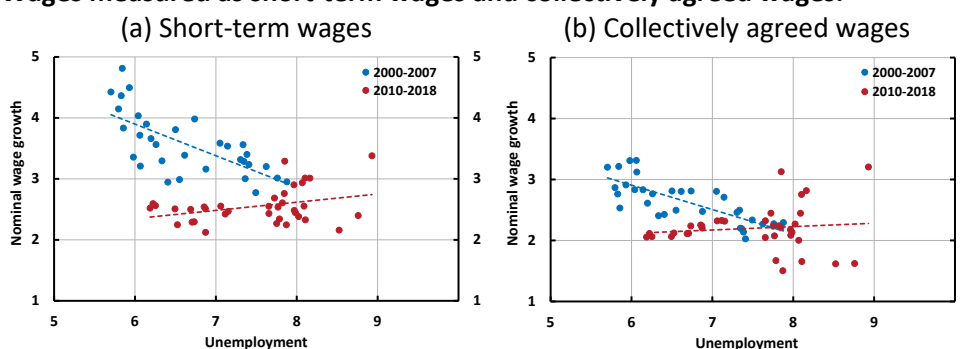 Wages measured as short-term wages and collectively agreed wages.
(a) Short-term wages
5
4
3
2
1
5
4
3
2
1
Nominal wage growth
2000-2007
2010-2018
5 6 7 8 9
Unemployment
(b) Collectively agreed wages
5
4
3
2
1
Nominal wage growth
2000-2007
2010-2018
5 6 7 8 9
Unemployment